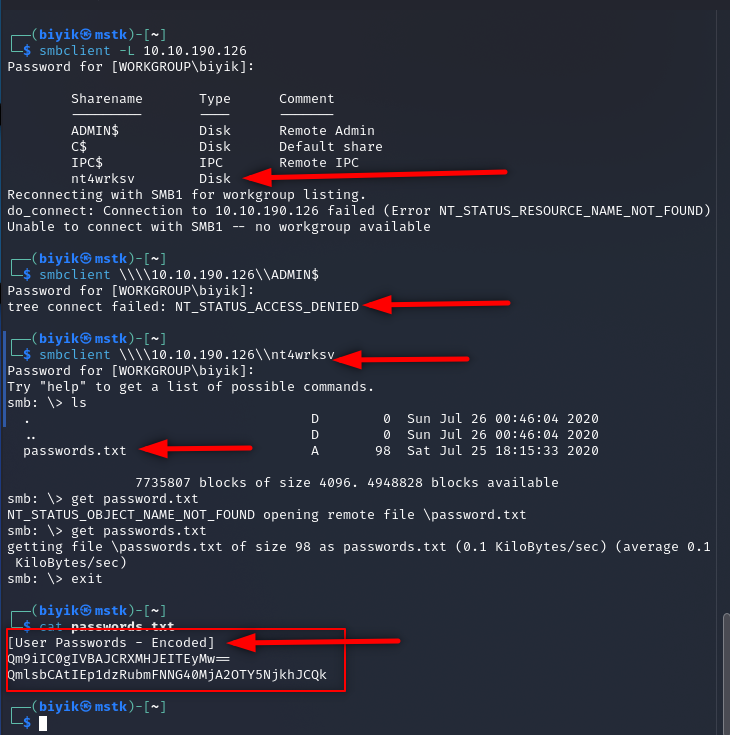 ┌──(biyik㉿mstk)-[~]
└─$ smbclient -L 10.10.190.126
Password for [WORKGROUP\biyik]:
Sharename Type Comment
--------- ---- -------
ADMIN$ Disk Remote Admin
C$ Disk Default share
IPC$ IPC Remote IPC
nt4wrksv Disk
Reconnecting with SMB1 for workgroup listing.
do_connect: Connection to 10.10.190.126 failed (Error NT_STATUS_RESOURCE_NAME_NOT_FOUND)
Unable to connect with SMB1 -- no workgroup available
┌──(biyik㉿mstk)-[~]
└─$ smbclient \\\\10.10.190.126\\ADMIN$
Password for [WORKGROUP\biyik]:
tree connect failed: NT_STATUS_ACCESS_DENIED
┌──(biyik㉿mstk)-[~]
└─$ smbclient \\\\10.10.190.126\\nt4wrksv
Password for [WORKGROUP\biyik]:
Try "help" to get a list of possible commands.
smb: \> ls
. D 0 Sun Jul 26 00:46:04 2020
.. D 0 Sun Jul 26 00:46:04 2020
passwords.txt A 98 Sat Jul 25 18:15:33 2020
7735807 blocks of size 4096. 4948828 blocks available
smb: \> get password.txt
NT_STATUS_OBJECT_NAME_NOT_FOUND opening remote file \password.txt
smb: \> get passwords.txt
getting file \passwords.txt of size 98 as passwords.txt (0.1 KiloBytes/sec) (average 0.1
KiloBytes/sec)
smb: \> exit
┌──(biyik㉿mstk)-[~]
└─$ cat passwords.txt
[User Passwords - Encoded]
Qm9iIC0gIVBAJCRXMHJEITEyMw==
QmlsbCAtIEp1dzRubmFNNG40MjA2OTY5NjkhJCQk
┌──(biyik㉿mstk)-[~]
└─$